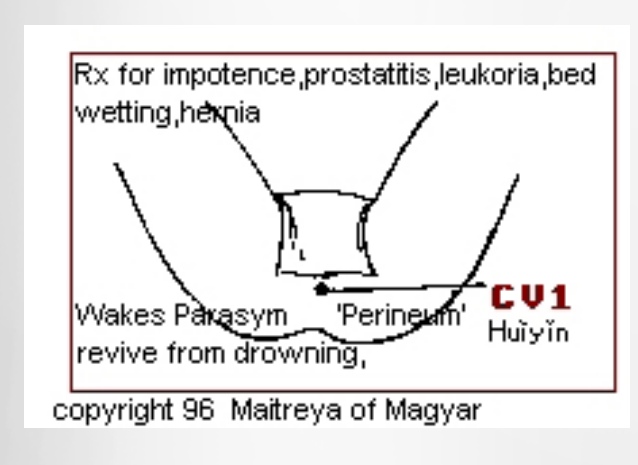 Rx for impotence,prostatitis,leukoria,bed
wetting,hernia
CV1
Huìyǐn
Wakes Parasym 'Perineum'
revive from drowning,
copyright 96 Maitreya of Magyar